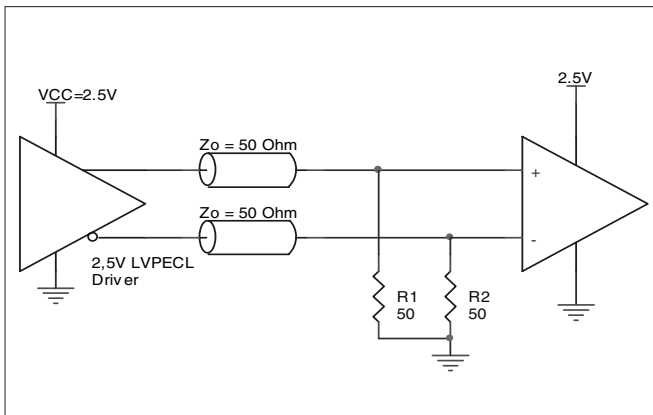 VCC=2.5V
2.5V
Zo = 50 Ohm
+
Zo = 50 Ohm
-
2,5V LVPECL
Driver
R1
50
R2
50